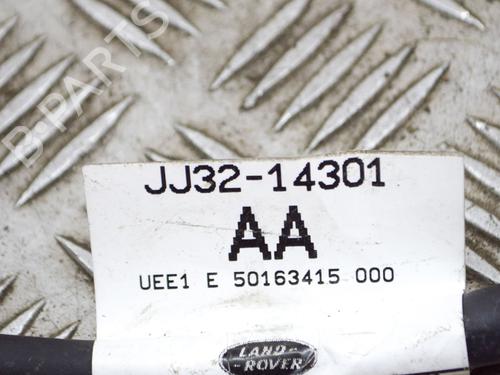 B-PARTS
JJ32-14301
AA
UEE1 E 50163415 000
LAND-
ROVER